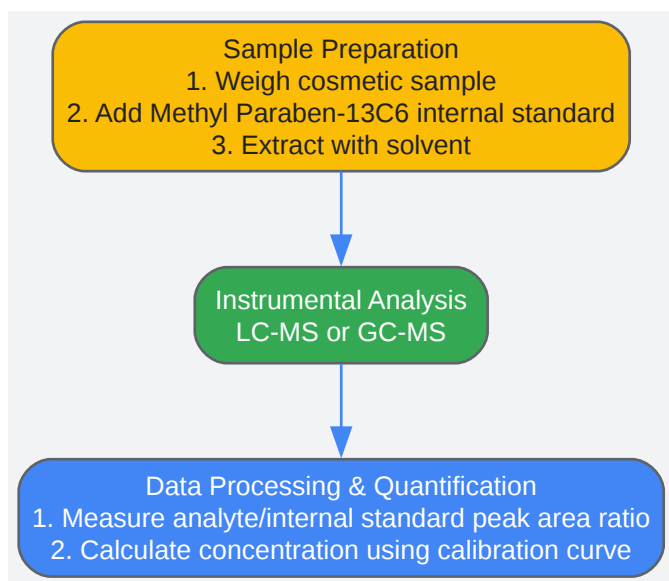 Sample Preparation
1. Weigh cosmetic sample
2. Add Methyl Paraben-13C6 internal standard
3. Extract with solvent
Instrumental Analysis
LC-MS or GC-MS
Data Processing & Quantification
1. Measure analyte/internal standard peak area ratio
2. Calculate concentration using calibration curve